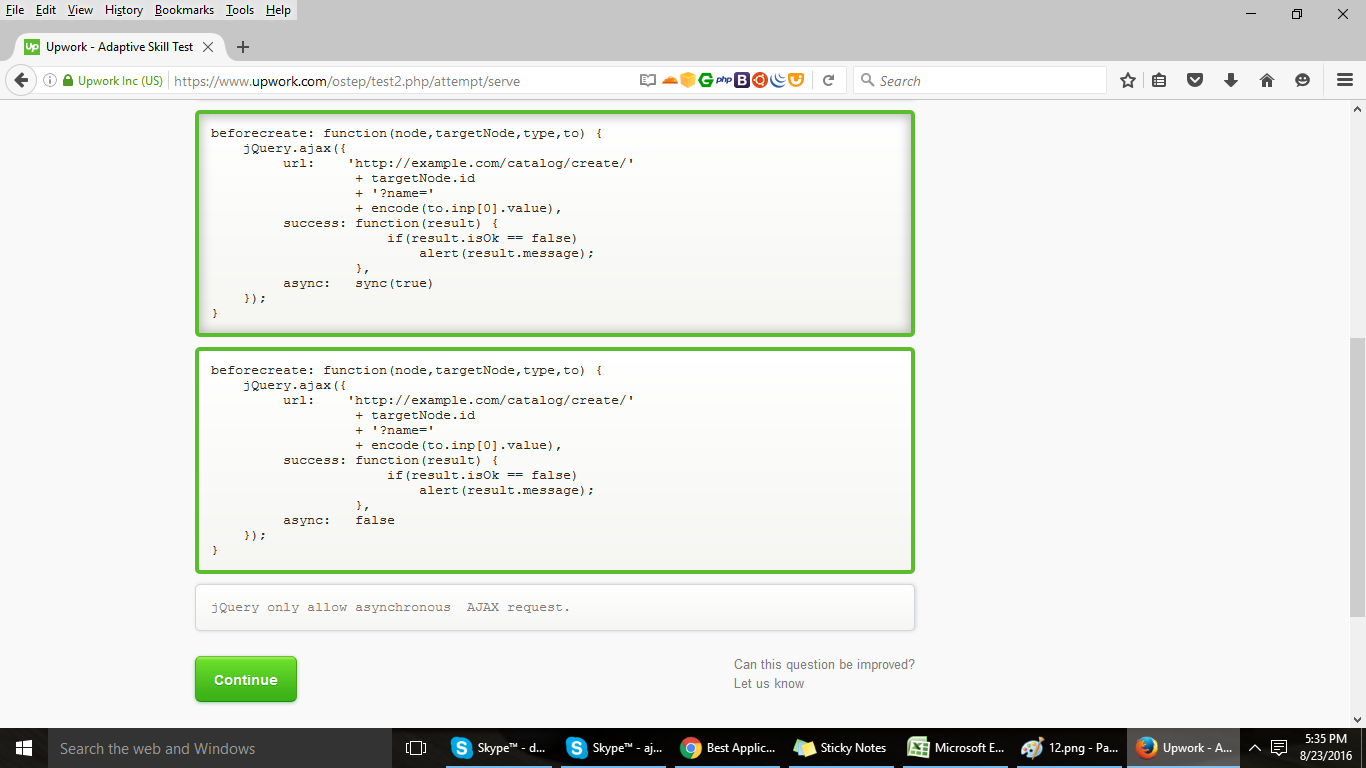 File Edit View History Bookmarks Tools Help
Up Upwork - Adaptive Skill Test
Upwork Inc (US) https://www.upwork.com/ostep/test2.php/attempt/serve php B Search
beforecreate: function(node,targetNode,type,to) {
jQuery.ajax({
url: 'http://example.com/catalog/create/'
+ targetNode.id
+ '?name='
+ encode(to.inp[0].value),
success: function(result) {
if(result.isOk == false)
alert(result.message);
},
async: sync(true)
});
}
beforecreate: function(node,targetNode,type,to) {
jQuery.ajax({
url: 'http://example.com/catalog/create/'
+ targetNode.id
+ '?name='
+ encode(to.inp[0].value),
success: function(result) {
if(result.isOk == false)
alert(result.message);
},
async: false
});
}
jQuery only allow asynchronous  AJAX request.
Continue
Can this question be improved?
Let us know
Search the web and Windows
Skype™ - d...
Skype™ - aj...
Best Applic...
Sticky Notes
Microsoft E...
12.png - Pa...
Upwork - A...
5:35 PM
8/23/2016